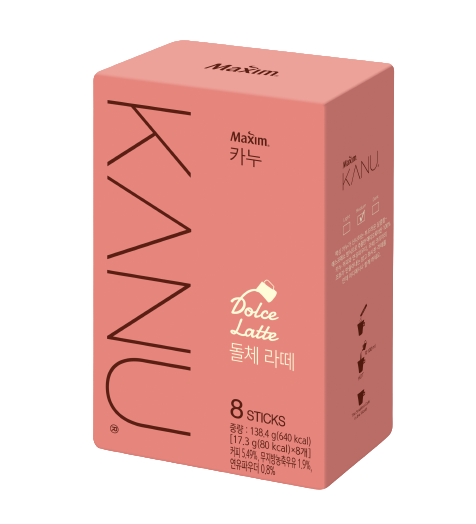 Maxim.
KANU
®
Maxim.
카누
Dolce
Latte
돌체 라떼
8 STICKS
중량 : 138.4 g(640 kcal)
[17.3 g(80 kcal)×8개]
커피 5.49%, 무지방농축우유 1.9%,
연유파우더 0.8%
Maxim.
KANU.